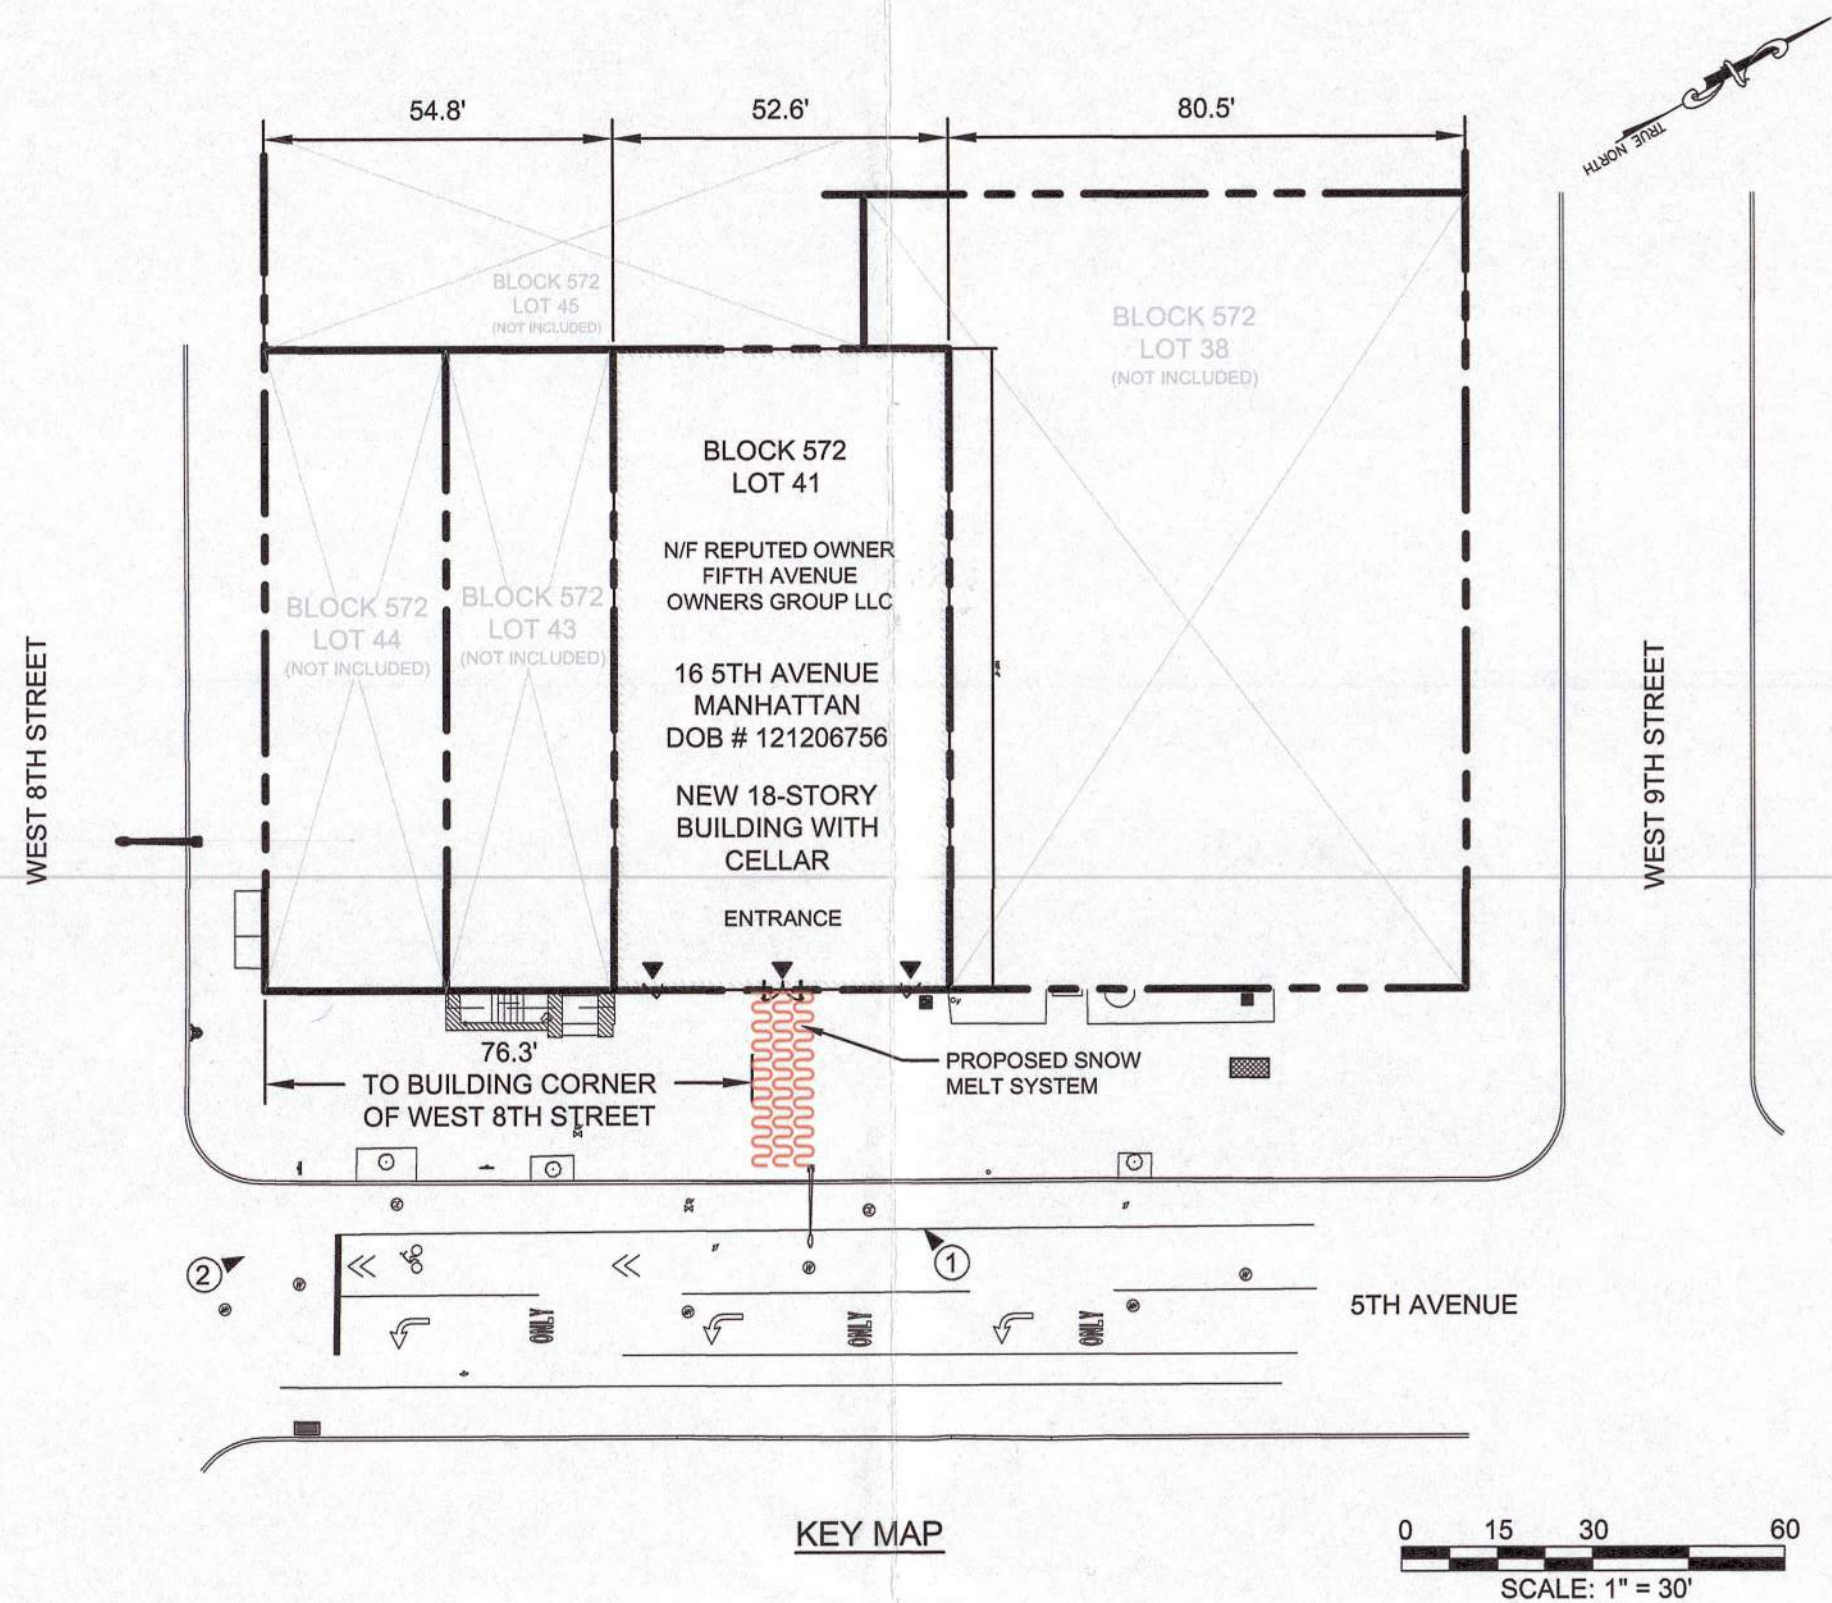 54.8'
52.6'
80.5'
TRUE NORTH
BLOCK 572
LOT 45
(NOT INCLUDED)
BLOCK 572
LOT 38
(NOT INCLUDED)
BLOCK 572
LOT 41
N/F REPUTED OWNER
FIFTH AVENUE
OWNERS GROUP LLC
BLOCK 572
LOT 44
(NOT INCLUDED)
BLOCK 572
LOT 43
(NOT INCLUDED)
16 5TH AVENUE
MANHATTAN
DOB # 121206756
NEW 18-STORY
BUILDING WITH
CELLAR
ENTRANCE
WEST 8TH STREET
WEST 9TH STREET
76.3'
TO BUILDING CORNER
OF WEST 8TH STREET
PROPOSED SNOW
MELT SYSTEM
2
1
ONLY
ONLY
ONLY
5TH AVENUE
KEY MAP
0 15 30 60
SCALE: 1" = 30'